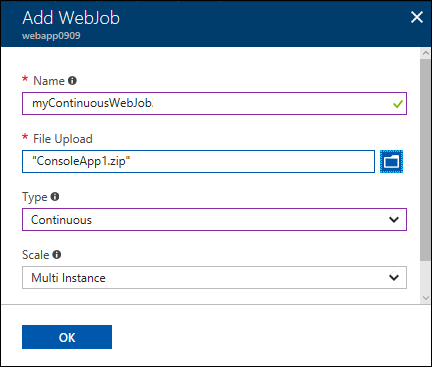 Add WebJob
webapp0909
* Name
myContinuousWebJob
* File Upload
"ConsoleApp1.zip"
Type
Continuous
Scale
Multi Instance
OK